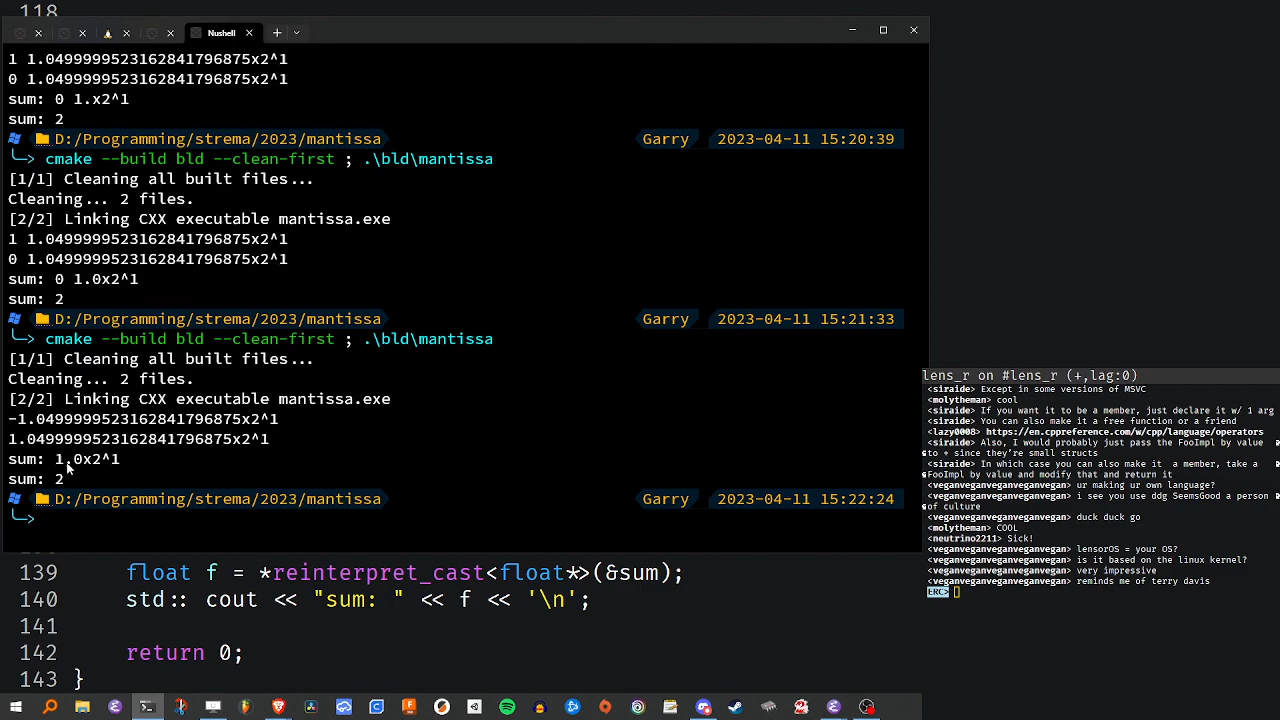 118
Nushell
1 1.0499999523162841796875x2^1
0 1.0499999523162841796875x2^1
sum: 0 1.x2^1
sum: 2
D:/Programming/strema/2023/mantissa Garry 2023-04-11 15:20:39
cmake --build bld --clean-first ; .\bld\mantissa
[1/1] Cleaning all built files...
Cleaning... 2 files.
[2/2] Linking CXX executable mantissa.exe
1 1.0499999523162841796875x2^1
0 1.0499999523162841796875x2^1
sum: 0 1.0x2^1
sum: 2
D:/Programming/strema/2023/mantissa Garry 2023-04-11 15:21:33
cmake --build bld --clean-first ; .\bld\mantissa
[1/1] Cleaning all built files...
Cleaning... 2 files.
[2/2] Linking CXX executable mantissa.exe
-1.0499999523162841796875x2^1
1.0499999523162841796875x2^1
sum: 1.0x2^1
sum: 2
D:/Programming/strema/2023/mantissa Garry 2023-04-11 15:22:24
139 float f = *reinterpret_cast<float*>(&sum);
140 std:: cout << "sum: " << f << '\n';
141
142 return 0;
143 }
lens_r on #lens_r (+,lag:0)
<siraide> Except in some versions of MSVC
<molytheman> cool
<siraide> If you want it to be a member, just declare it w/ 1 arg
<siraide> You can also make it a free function or a friend
<lazy0008> https://en.cppreference.com/w/cpp/language/operators
<siraide> Also, I would probably just pass the FooImpl by value
to + since they're small structs
<siraide> In which case you can also make it  a member, take a
FooImpl by value and modify that and return it
<veganveganveganveganvegan> ur making ur own language?
<veganveganveganveganvegan> i see you use ddg SeemsGood a person
of culture
<veganveganveganveganvegan> duck duck go
<molytheman> COOL
<neutrino2211> Sick!
<veganveganveganveganvegan> lensorOS = your OS?
<veganveganveganveganvegan> is it based on the linux kernel?
<veganveganveganveganvegan> very impressive
<veganveganveganveganvegan> reminds me of terry davis
ERC>